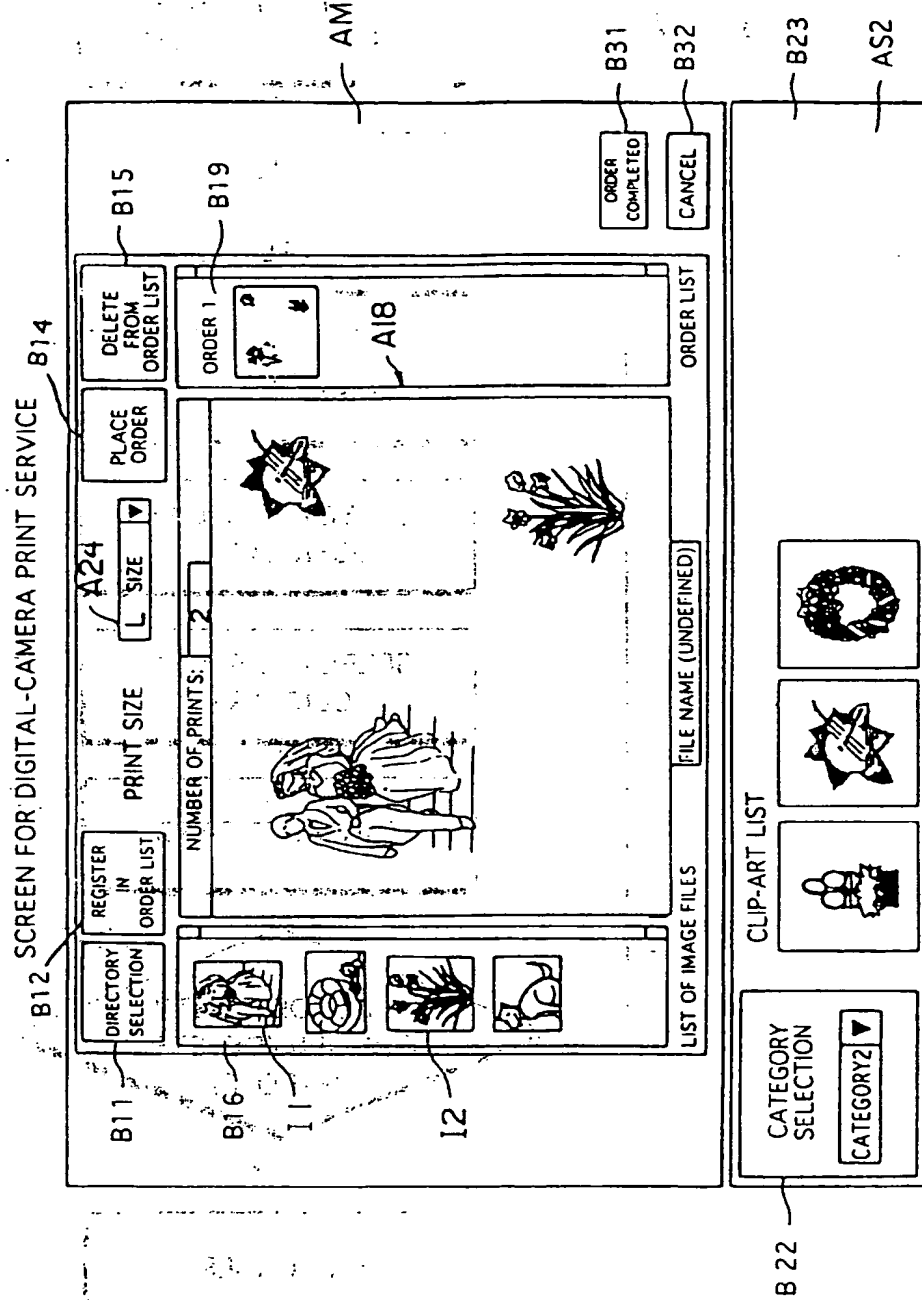 SCREEN FOR DIGITAL-CAMERA PRINT SERVICE
B11
B12
A24
B14
B15
DIRECTORY
SELECTION
REGISTER
IN
ORDER LIST
PRINT SIZE
L SIZE ▼
PLACE
ORDER
DELETE
FROM
ORDER LIST
B16
I1
I2
NUMBER OF PRINTS: 2
ORDER 1
B19
A18
AM
LIST OF IMAGE FILES
FILE NAME (UNDEFINED)
ORDER LIST
ORDER
COMPLETED
B31
CANCEL
B32
B 22
CATEGORY
SELECTION
CATEGORY2 ▼
CLIP-ART LIST
B23
AS2